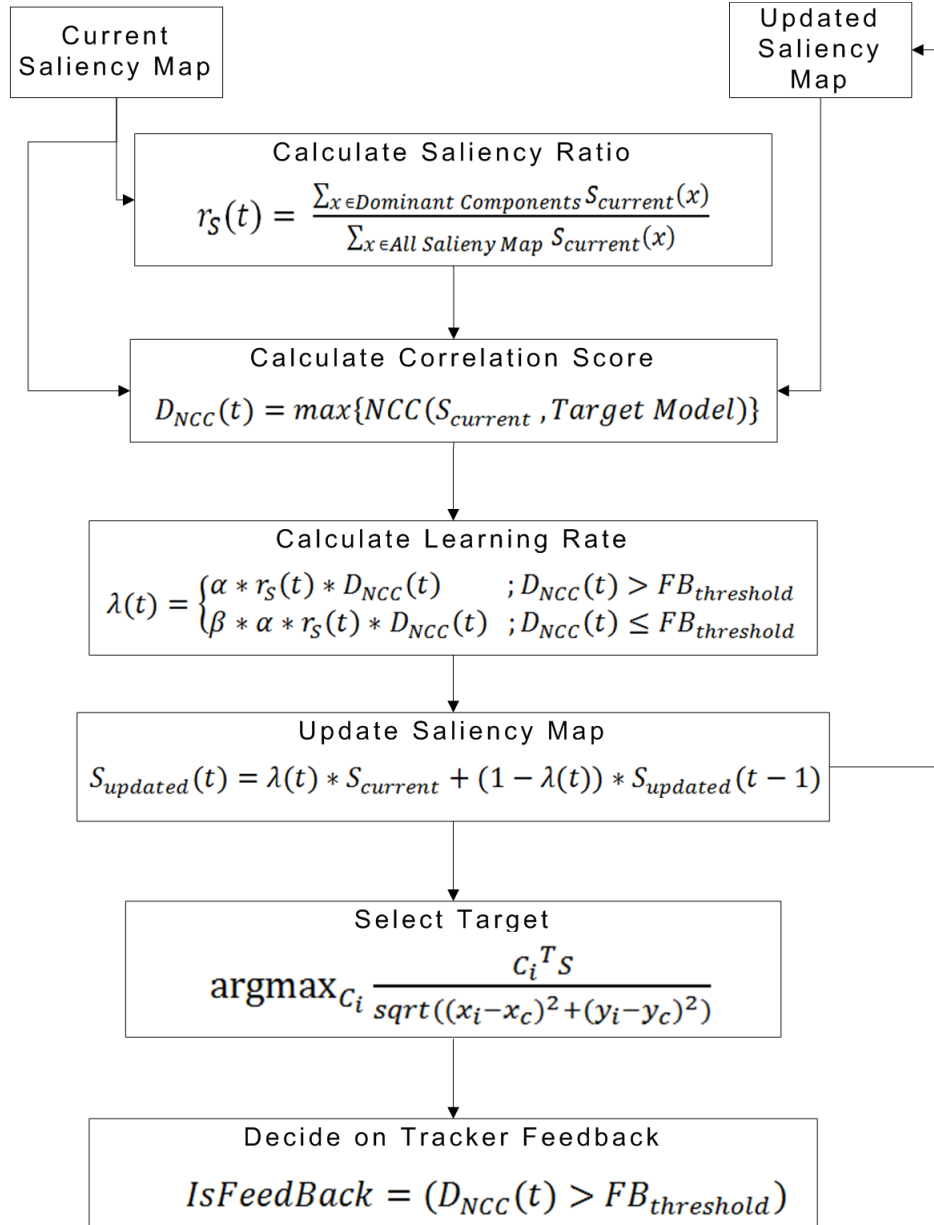 Current
Saliency Map
Updated
Saliency
Map
Calculate Saliency Ratio
r_S(t) = ∑_{x ∈Dominant Components} S_{current}(x) / ∑_{x ∈All Salieny Map} S_{current}(x)
Calculate Correlation Score
D_{NCC}(t) = max{NCC(S_{current} , Target Model)}
Calculate Learning Rate
λ(t) = { α * r_S(t) * D_{NCC}(t) ; D_{NCC}(t) > FB_{threshold}
β * α * r_S(t) * D_{NCC}(t) ; D_{NCC}(t) ≤ FB_{threshold}
Update Saliency Map
S_{updated}(t) = λ(t) * S_{current} + (1 − λ(t)) * S_{updated}(t − 1)
Select Target
argmax_{C_i} C_i^T S / sqrt((x_i−x_c)^2+(y_i−y_c)^2)
Decide on Tracker Feedback
IsFeedBack = (D_{NCC}(t) > FB_{threshold})